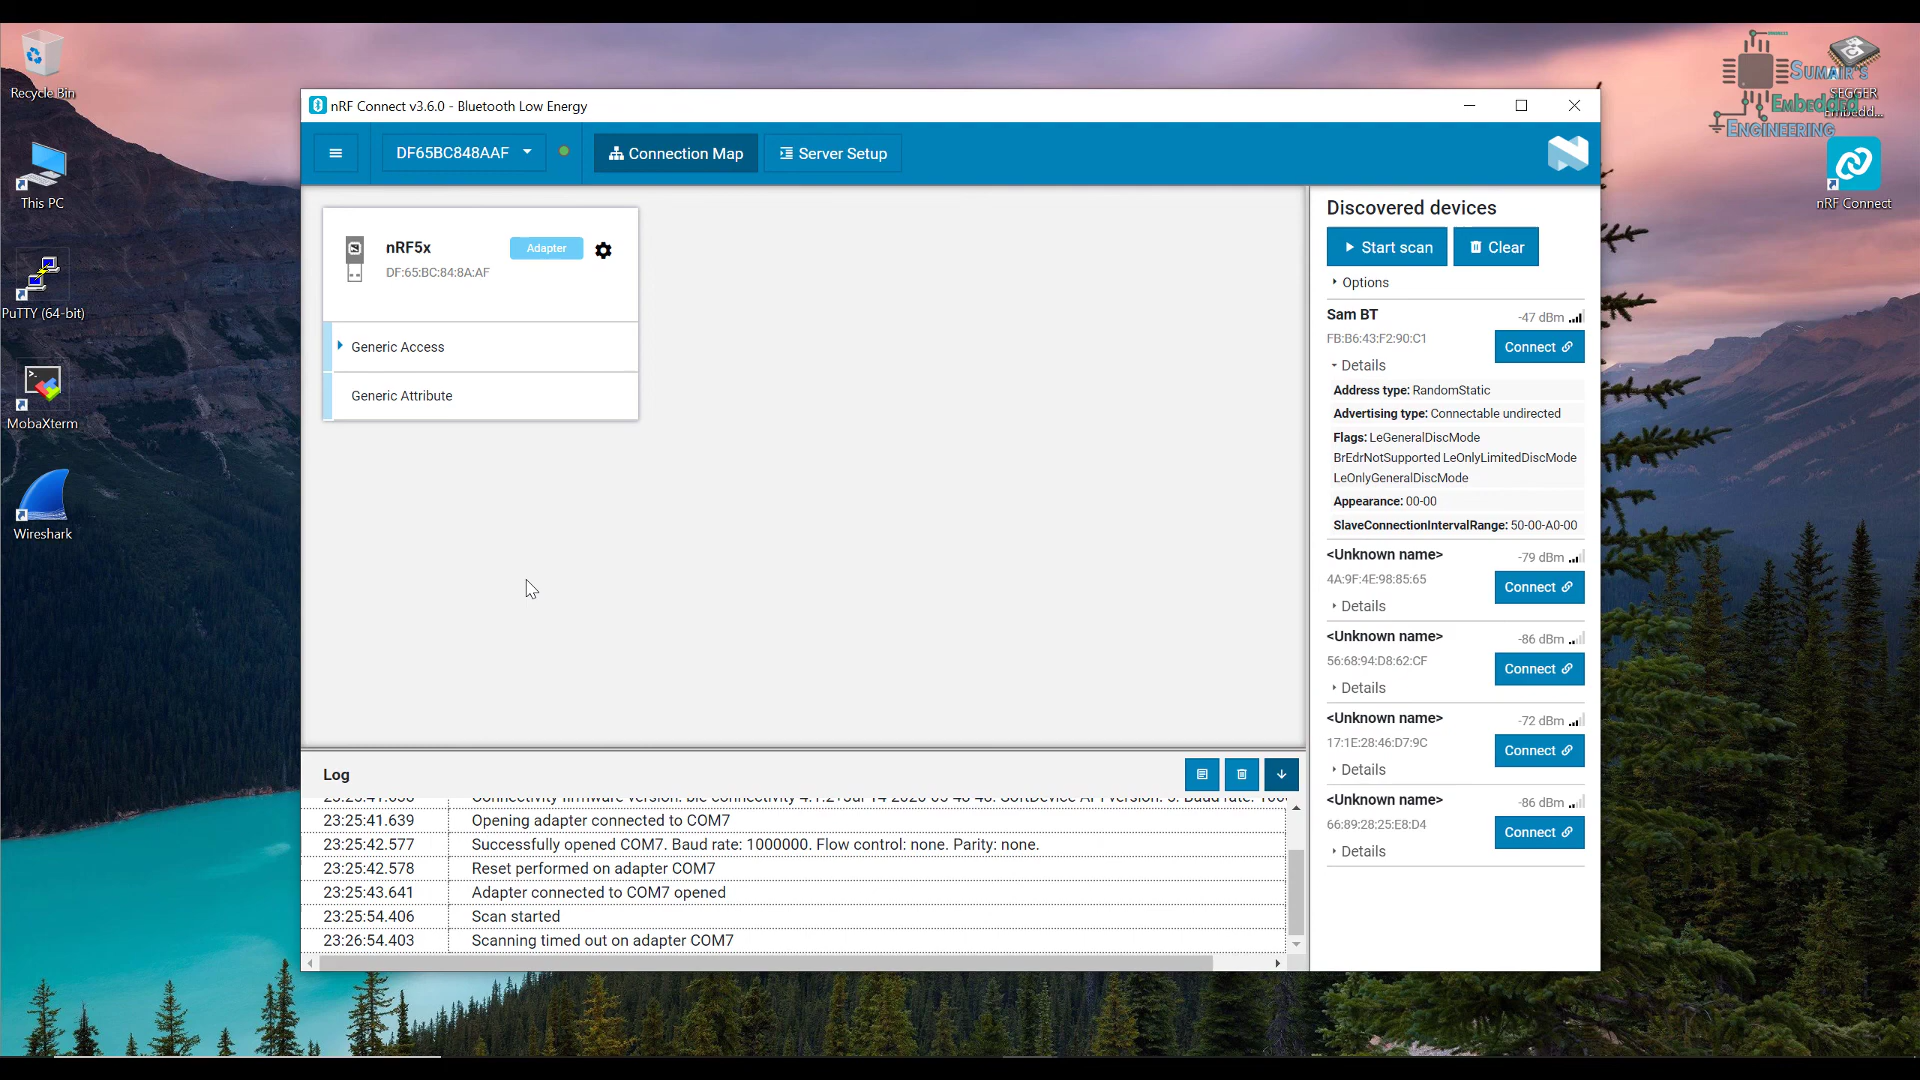 Recycle Bin
This PC
PuTTY (64-bit)
MobaXterm
Wireshark
SUMAIR'S
Embedded
ENGINEERING
SEGGER
Embedd...
nRF Connect
nRF Connect v3.6.0 - Bluetooth Low Energy
DF65BC848AAF
Connection Map
Server Setup
nRF5x
Adapter
DF:65:BC:84:8A:AF
Generic Access
Generic Attribute
Discovered devices
Start scan
Clear
Options
Sam BT
-47 dBm
FB:B6:43:F2:90:C1
Connect
Details
Address type: RandomStatic
Advertising type: Connectable undirected
Flags: LeGeneralDiscMode
BrEdrNotSupported LeOnlyLimitedDiscMode
LeOnlyGeneralDiscMode
Appearance: 00-00
SlaveConnectionIntervalRange: 50-00-A0-00
<Unknown name>
-79 dBm
4A:9F:4E:98:85:65
Connect
Details
<Unknown name>
-86 dBm
56:68:94:D8:62:CF
Connect
Details
<Unknown name>
-72 dBm
17:1E:28:46:D7:9C
Connect
Details
<Unknown name>
-86 dBm
66:89:28:25:E8:D4
Connect
Details
Log
23:25:41.639 Opening adapter connected to COM7
23:25:42.577 Successfully opened COM7. Baud rate: 1000000. Flow control: none. Parity: none.
23:25:42.578 Reset performed on adapter COM7
23:25:43.641 Adapter connected to COM7 opened
23:25:54.406 Scan started
23:26:54.403 Scanning timed out on adapter COM7